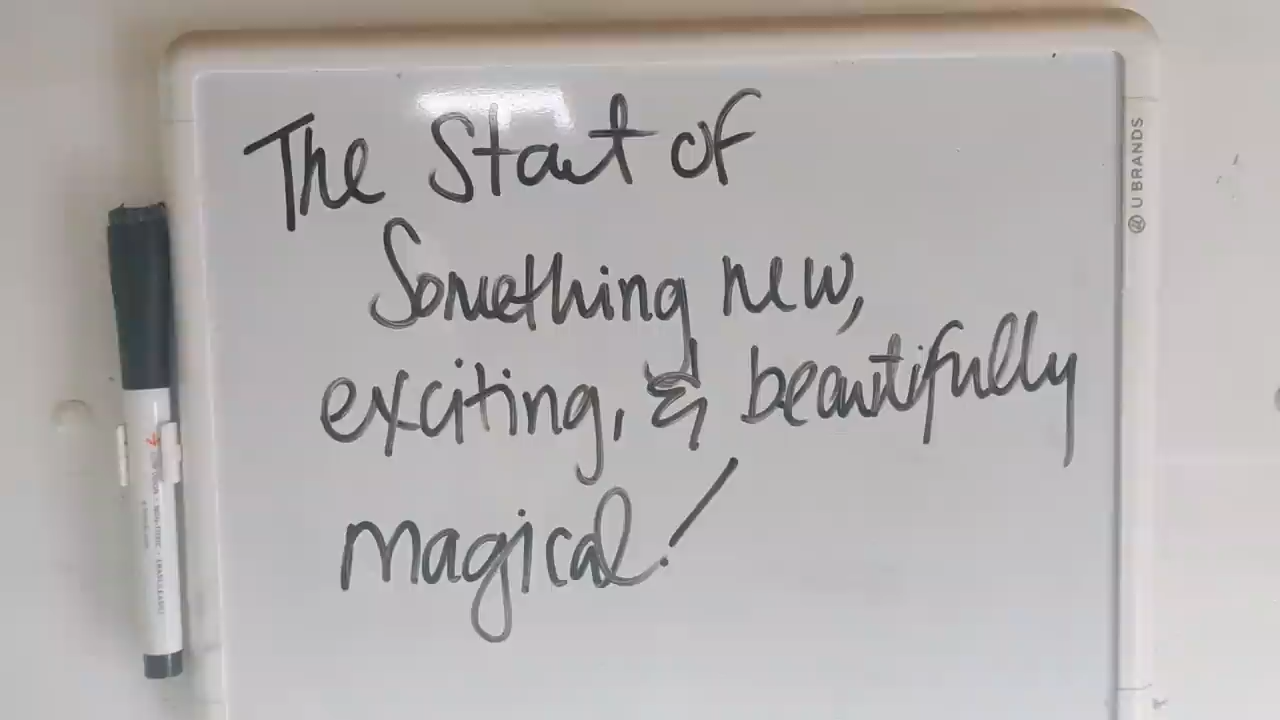 The Start of
Something new,
exciting, & beautifully
magical!
U BRANDS